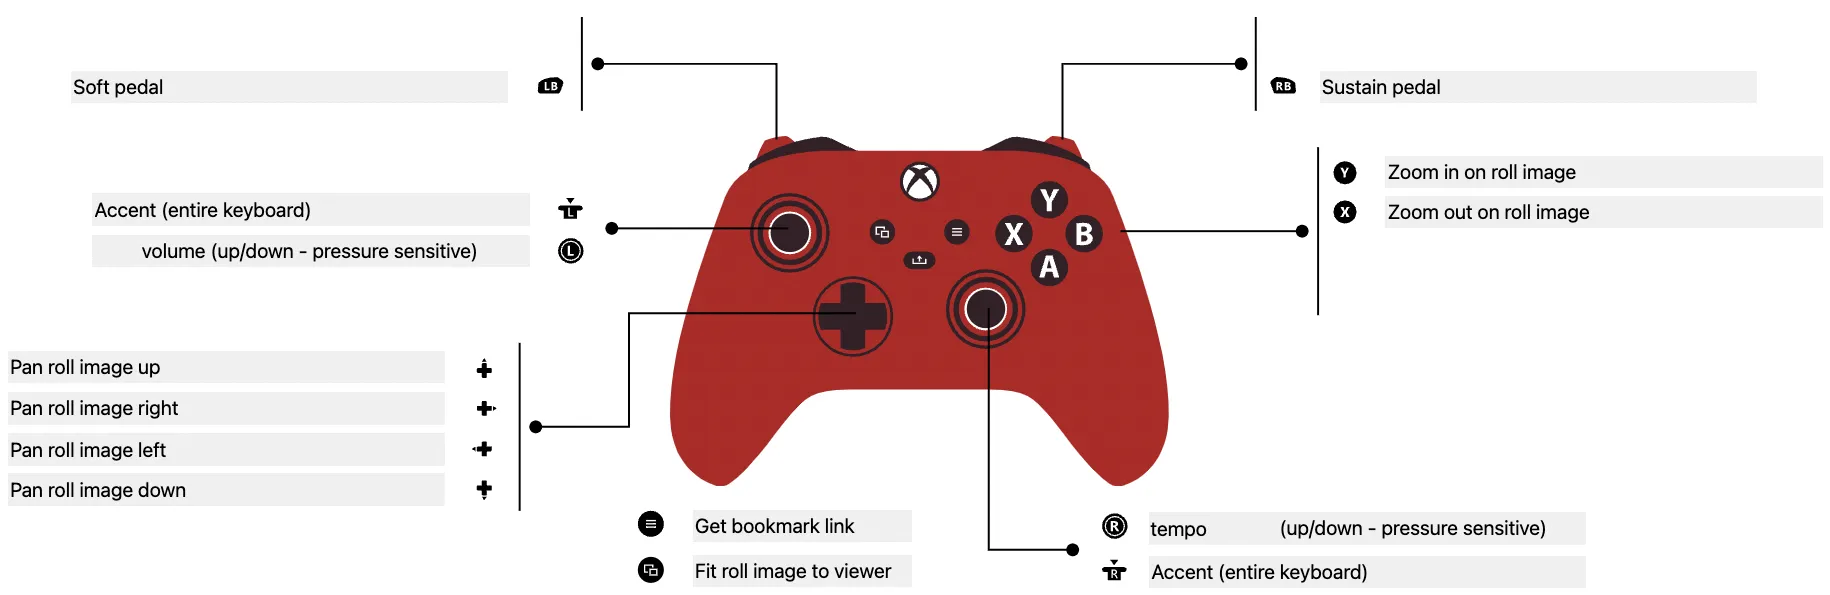 Soft pedal
LB
RB
Sustain pedal
Y
Zoom in on roll image
X
Zoom out on roll image
Accent (entire keyboard)
L
volume (up/down - pressure sensitive)
L
Y
X
B
A
Pan roll image up
Pan roll image right
Pan roll image left
Pan roll image down
Get bookmark link
Fit roll image to viewer
R
tempo (up/down - pressure sensitive)
R
Accent (entire keyboard)